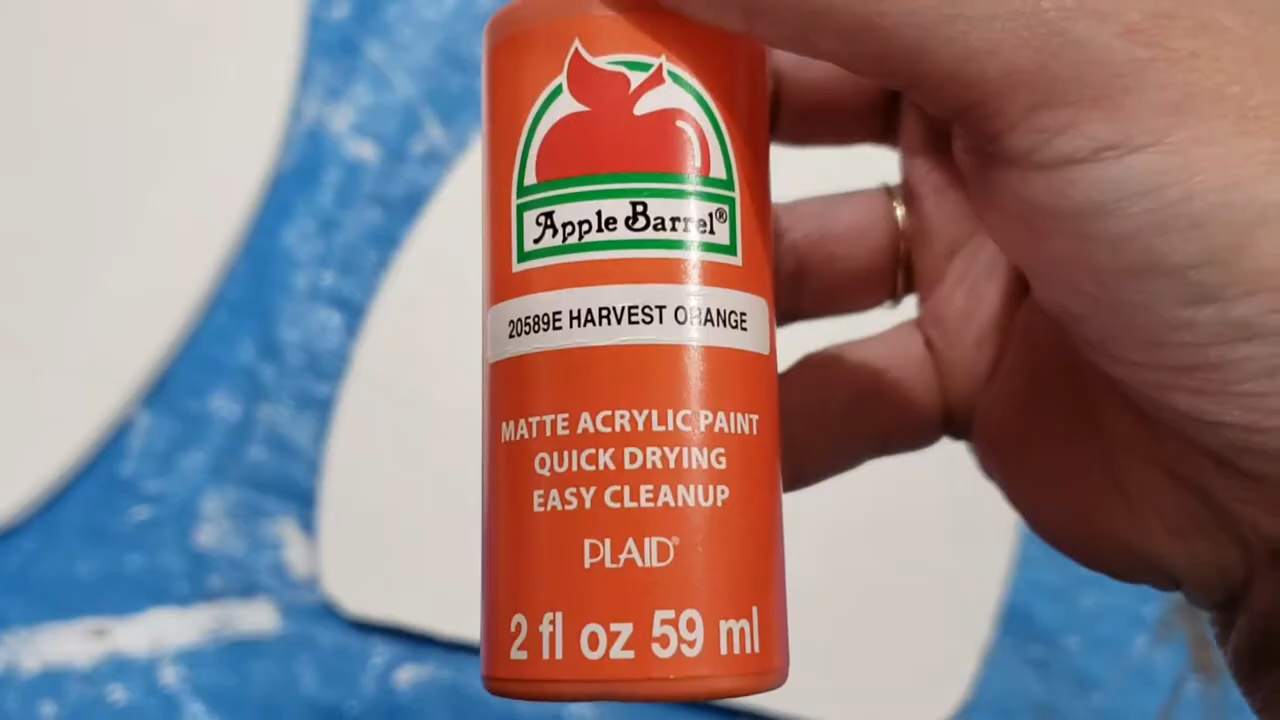 Apple Barrel®
20589E HARVEST ORANGE
MATTE ACRYLIC PAINT
QUICK DRYING
EASY CLEANUP
PLAID®
2 fl oz 59 ml